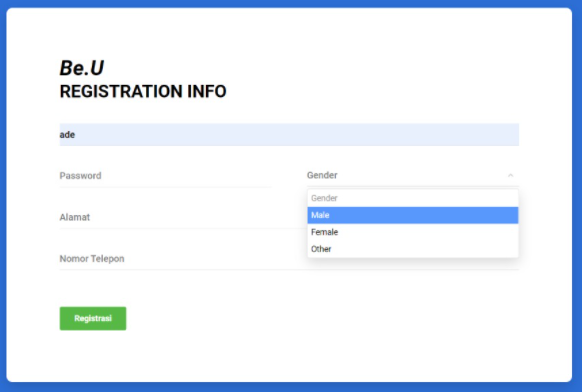 Be.U
REGISTRATION INFO
ade
Password
Gender
Gender
Male
Female
Other
Alamat
Nomor Telepon
Registrasi